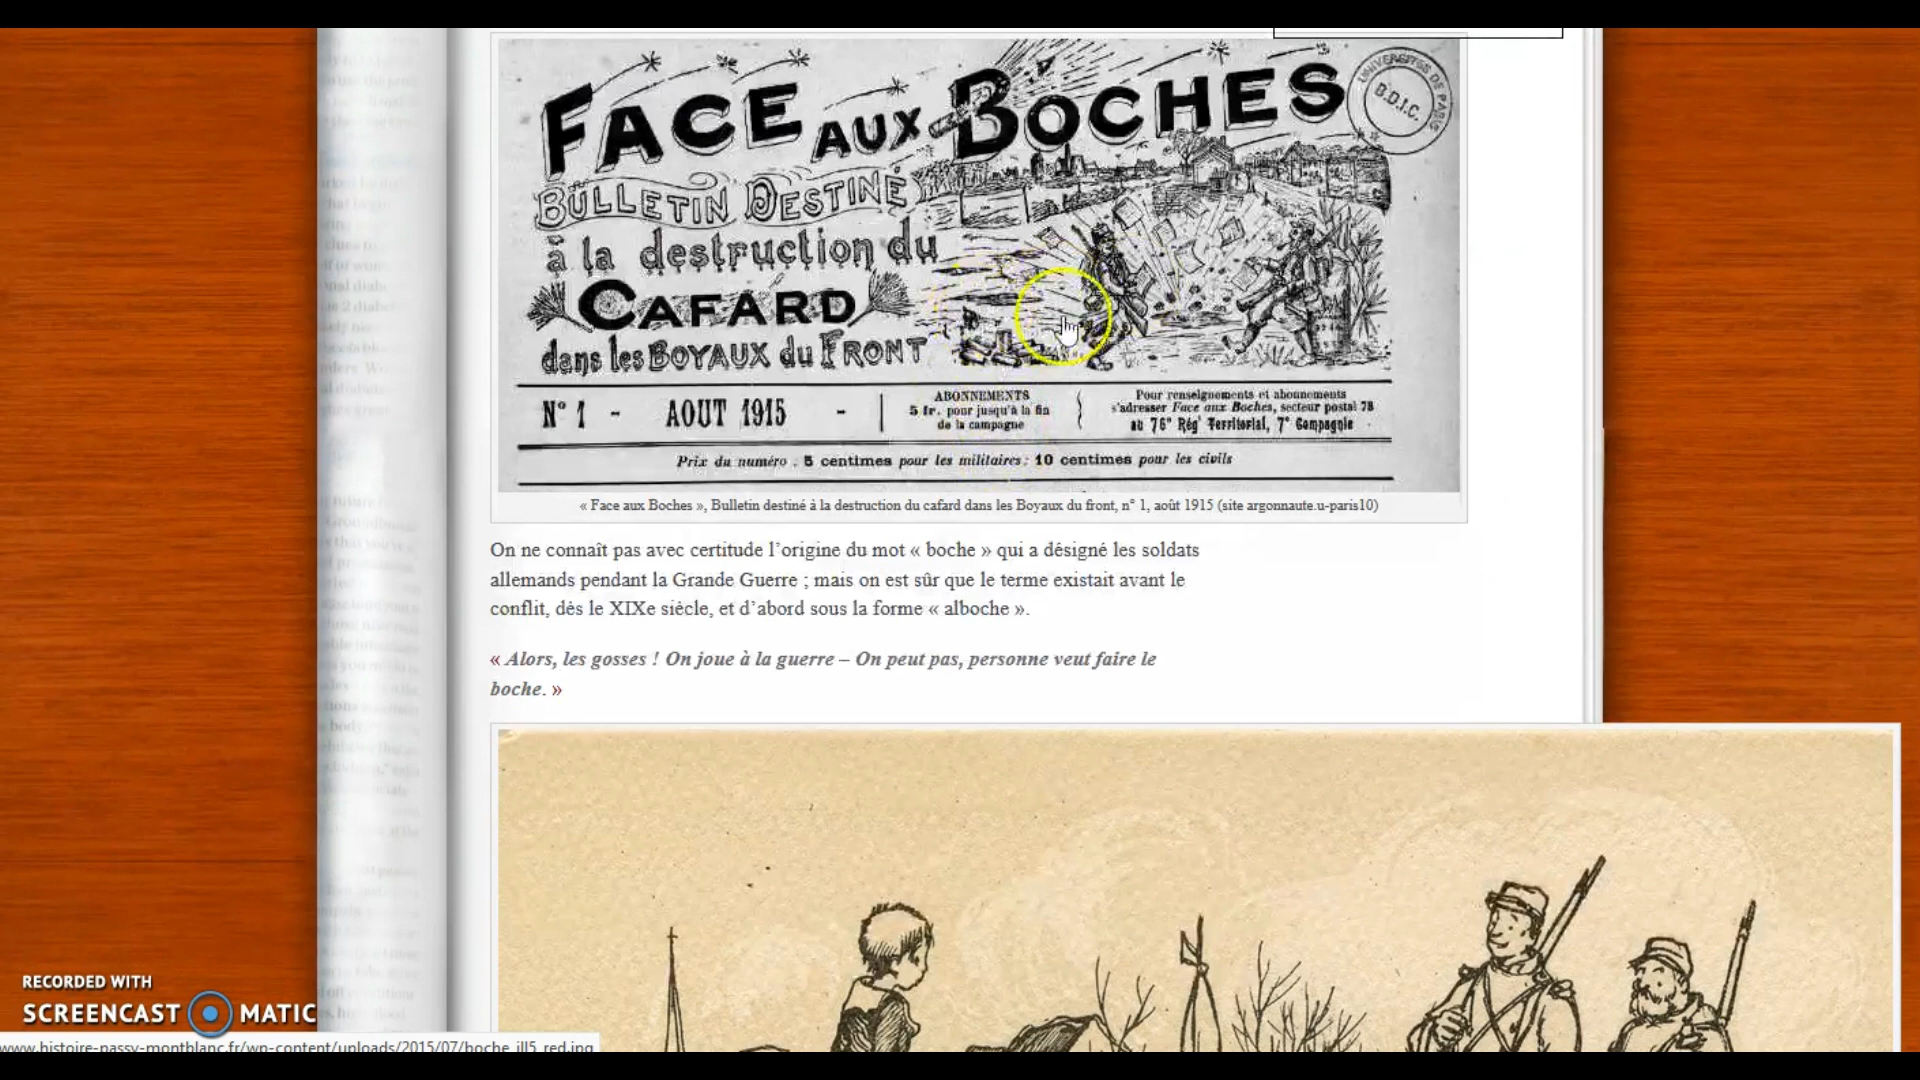 FACE AUX BOCHES
UNIVERSITÉS DE PARIS
B.D.I.C.
BULLETIN DESTINÉ
à la destruction du
CAFARD
dans les BOYAUX du FRONT
N° 1 - AOUT 1915 -
ABONNEMENTS
5 fr. pour jusqu'à la fin
de la campagne
Pour renseignements et abonnements
s'adresser Face aux Boches, secteur postal 78
au 76e Régt Territorial, 7e Compagnie
Prix du numéro : 5 centimes pour les militaires; 10 centimes pour les civils
« Face aux Boches », Bulletin destiné à la destruction du cafard dans les Boyaux du front, n° 1, août 1915 (site argonnaute.u-paris10)
On ne connaît pas avec certitude l'origine du mot « boche » qui a désigné les soldats
allemands pendant la Grande Guerre ; mais on est sûr que le terme existait avant le
conflit, dès le XIXe siècle, et d'abord sous la forme « alboche ».
« Alors, les gosses ! On joue à la guerre – On peut pas, personne veut faire le
boche. »
RECORDED WITH
SCREENCAST MATIC
www.histoire-passy-montblanc.fr/wp-content/uploads/2015/07/boche_ill5_red.jpg